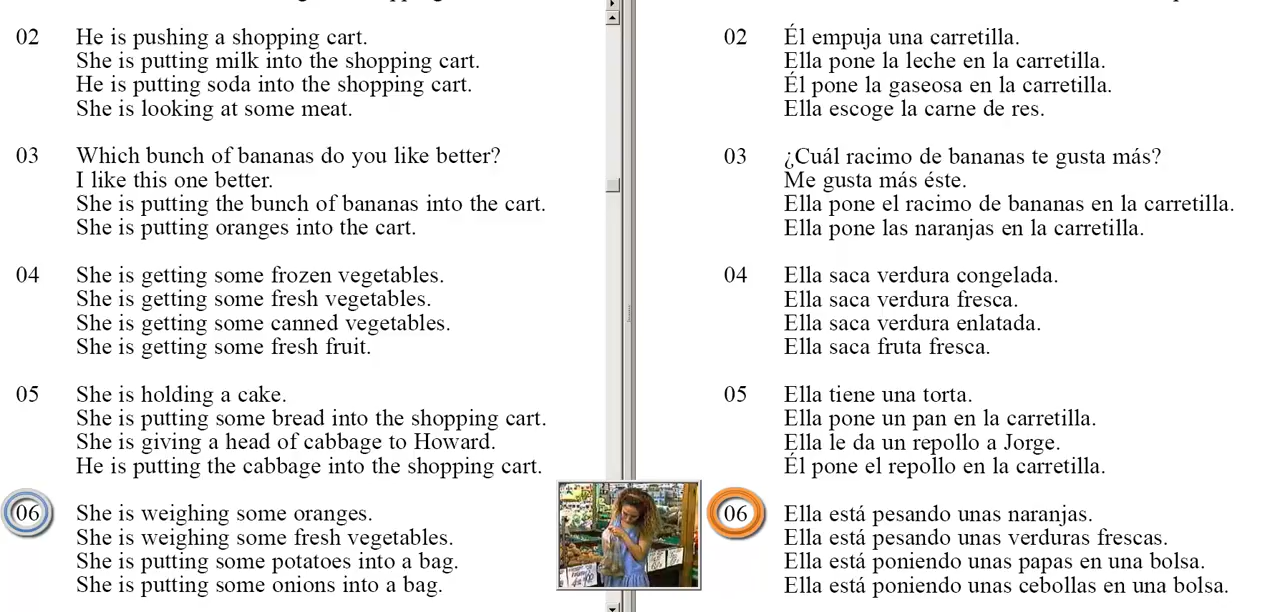 02 He is pushing a shopping cart.
She is putting milk into the shopping cart.
He is putting soda into the shopping cart.
She is looking at some meat.
03 Which bunch of bananas do you like better?
I like this one better.
She is putting the bunch of bananas into the cart.
She is putting oranges into the cart.
04 She is getting some frozen vegetables.
She is getting some fresh vegetables.
She is getting some canned vegetables.
She is getting some fresh fruit.
05 She is holding a cake.
She is putting some bread into the shopping cart.
She is giving a head of cabbage to Howard.
He is putting the cabbage into the shopping cart.
06 She is weighing some oranges.
She is weighing some fresh vegetables.
She is putting some potatoes into a bag.
She is putting some onions into a bag.
02 Él empuja una carretilla.
Ella pone la leche en la carretilla.
Él pone la gaseosa en la carretilla.
Ella escoge la carne de res.
03 ¿Cuál racimo de bananas te gusta más?
Me gusta más éste.
Ella pone el racimo de bananas en la carretilla.
Ella pone las naranjas en la carretilla.
04 Ella saca verdura congelada.
Ella saca verdura fresca.
Ella saca verdura enlatada.
Ella saca fruta fresca.
05 Ella tiene una torta.
Ella pone un pan en la carretilla.
Ella le da un repollo a Jorge.
Él pone el repollo en la carretilla.
06 Ella está pesando unas naranjas.
Ella está pesando unas verduras frescas.
Ella está poniendo unas papas en una bolsa.
Ella está poniendo unas cebollas en una bolsa.